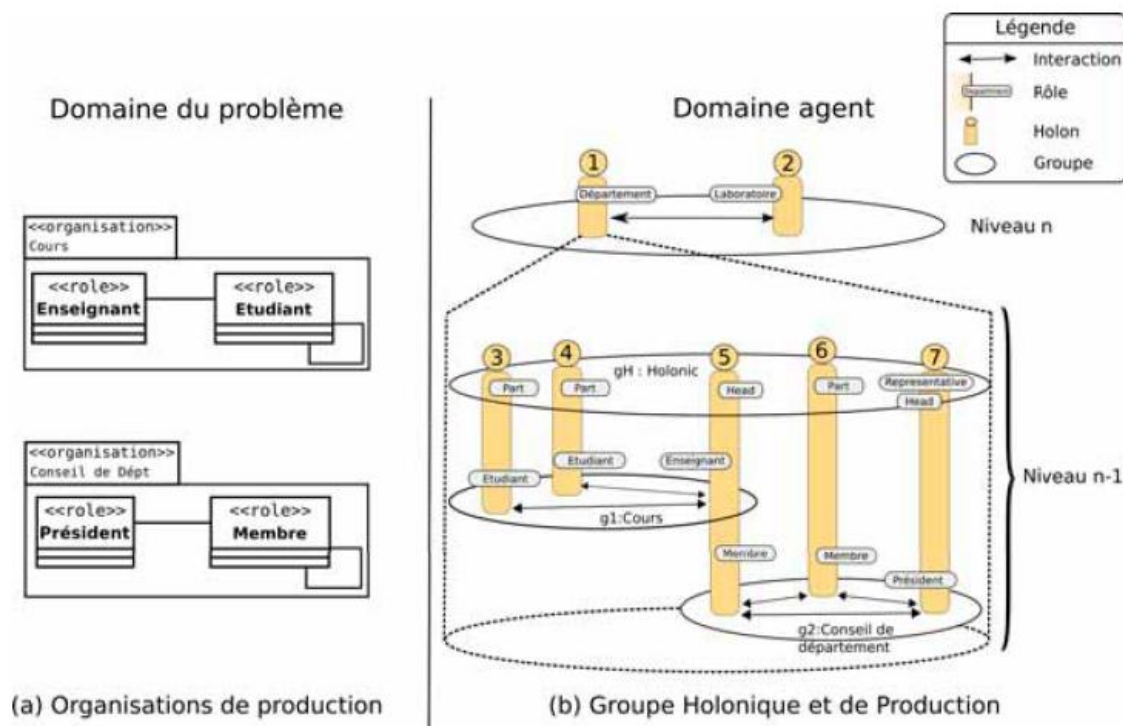 Légende
Interaction
Rôle
Holon
Groupe
Domaine du problème
Domaine agent
<<organisation>>
Cours
<<role>>
Enseignant
<<role>>
Etudiant
<<organisation>>
Conseil de Dépt
<<role>>
Président
<<role>>
Membre
(a) Organisations de production
1
2
Département
Laboratoire
Niveau n
3
4
5
6
7
gH : Holonic
Part
Part
Head
Part
Representative
Head
Etudiant
Etudiant
Enseignant
g1:Cours
Niveau n-1
Membre
Membre
Président
g2:Conseil de
département
(b) Groupe Holonique et de Production